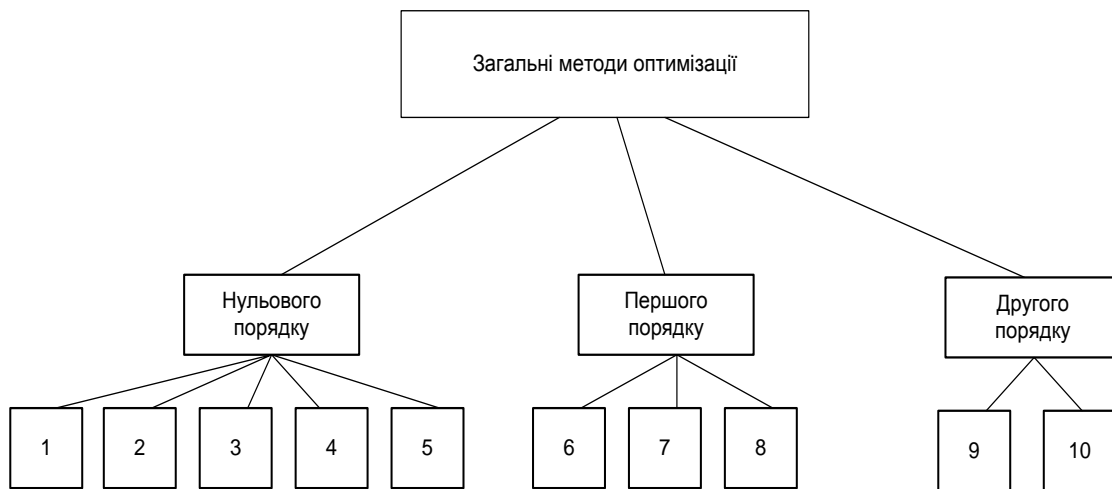 Загальні методи оптимізації
Нульового
порядку
Першого
порядку
Другого
порядку
1
2
3
4
5
6
7
8
9
10